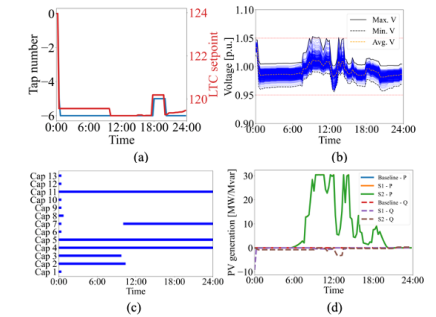 0
−2
−4
−6
Tap number
124
122
120
LTC setpoint
0:00 6:00 12:00 18:00 24:00
Time
(a)
1.10
1.05
1.00
0.95
0.90
Voltage [p.u.]
Max. V
Min. V
Avg. V
0:00 6:00 12:00 18:00 24:00
Time
(b)
Cap 13
Cap 12
Cap 11
Cap 10
Cap 9
Cap 8
Cap 7
Cap 6
Cap 5
Cap 4
Cap 3
Cap 2
Cap 1
0:00 6:00 12:00 18:00 24:00
Time
(c)
30
20
10
0
−10
PV generation [MW/Mvar]
Baseline - P
S1 - P
S2 - P
Baseline - Q
S1 - Q
S2 - Q
0:00 6:00 12:00 18:00 24:00
Time
(d)